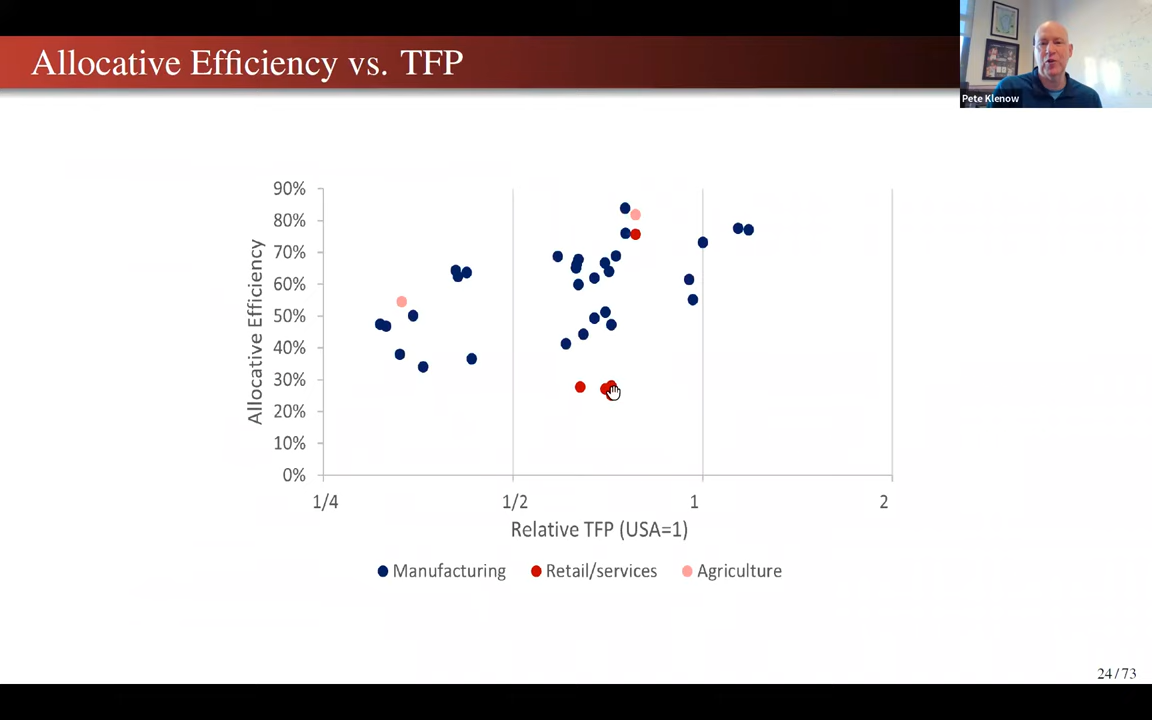 Allocative Efficiency vs. TFP
Pete Klenow
90%
80%
70%
60%
50%
40%
30%
20%
10%
0%
Allocative Efficiency
1/4
1/2
1
2
Relative TFP (USA=1)
Manufacturing
Retail/services
Agriculture
24 / 73